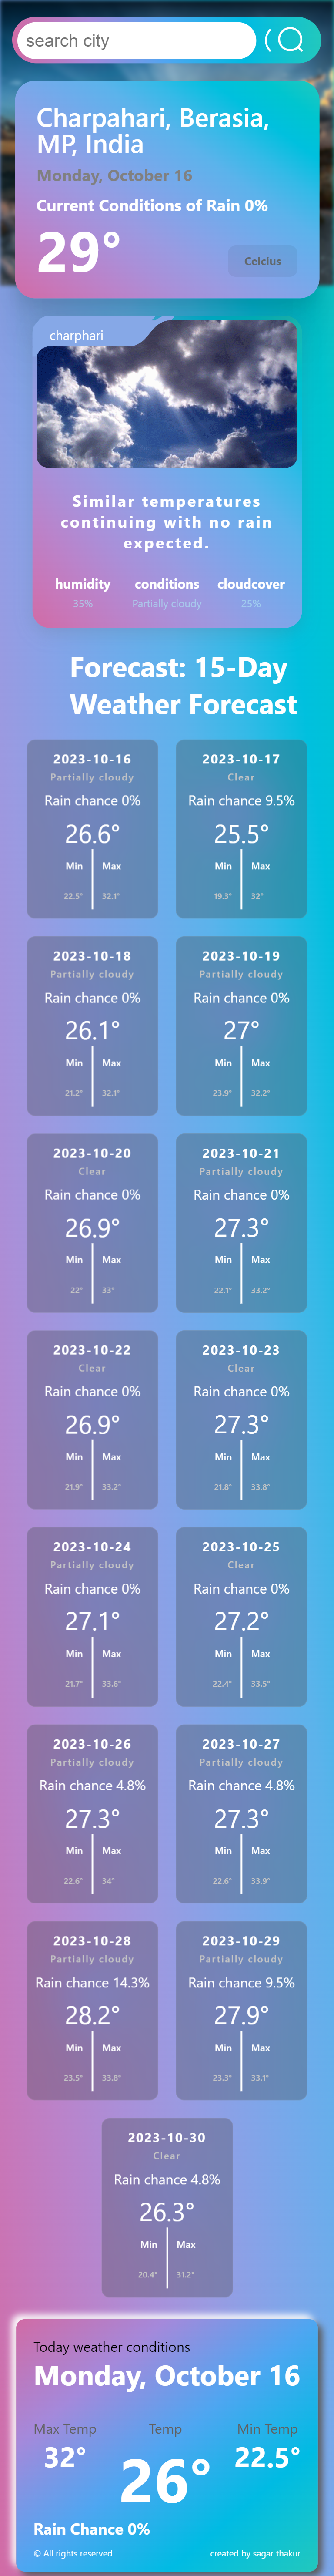 search city
Charpahari, Berasia,
MP, India
Monday, October 16
Current Conditions of Rain 0%
29°
Celcius
charphari
Similar temperatures
continuing with no rain
expected.
humidity conditions cloudcover
35% Partially cloudy 25%
Forecast: 15-Day
Weather Forecast
2023-10-16
Partially cloudy
Rain chance 0%
26.6°
Min Max
22.5° 32.1°
2023-10-17
Clear
Rain chance 9.5%
25.5°
Min Max
19.3° 32°
2023-10-18
Partially cloudy
Rain chance 0%
26.1°
Min Max
21.2° 32.1°
2023-10-19
Partially cloudy
Rain chance 0%
27°
Min Max
23.9° 32.2°
2023-10-20
Clear
Rain chance 0%
26.9°
Min Max
22° 33°
2023-10-21
Partially cloudy
Rain chance 0%
27.3°
Min Max
22.1° 33.2°
2023-10-22
Clear
Rain chance 0%
26.9°
Min Max
21.9° 33.2°
2023-10-23
Clear
Rain chance 0%
27.3°
Min Max
21.8° 33.8°
2023-10-24
Partially cloudy
Rain chance 0%
27.1°
Min Max
21.7° 33.6°
2023-10-25
Clear
Rain chance 0%
27.2°
Min Max
22.4° 33.5°
2023-10-26
Partially cloudy
Rain chance 4.8%
27.3°
Min Max
22.6° 34°
2023-10-27
Partially cloudy
Rain chance 4.8%
27.3°
Min Max
22.6° 33.9°
2023-10-28
Partially cloudy
Rain chance 14.3%
28.2°
Min Max
23.5° 33.8°
2023-10-29
Partially cloudy
Rain chance 9.5%
27.9°
Min Max
23.3° 33.1°
2023-10-30
Clear
Rain chance 4.8%
26.3°
Min Max
20.4° 31.2°
Today weather conditions
Monday, October 16
Max Temp Temp Min Temp
32° 26° 22.5°
Rain Chance 0%
© All rights reserved created by sagar thakur